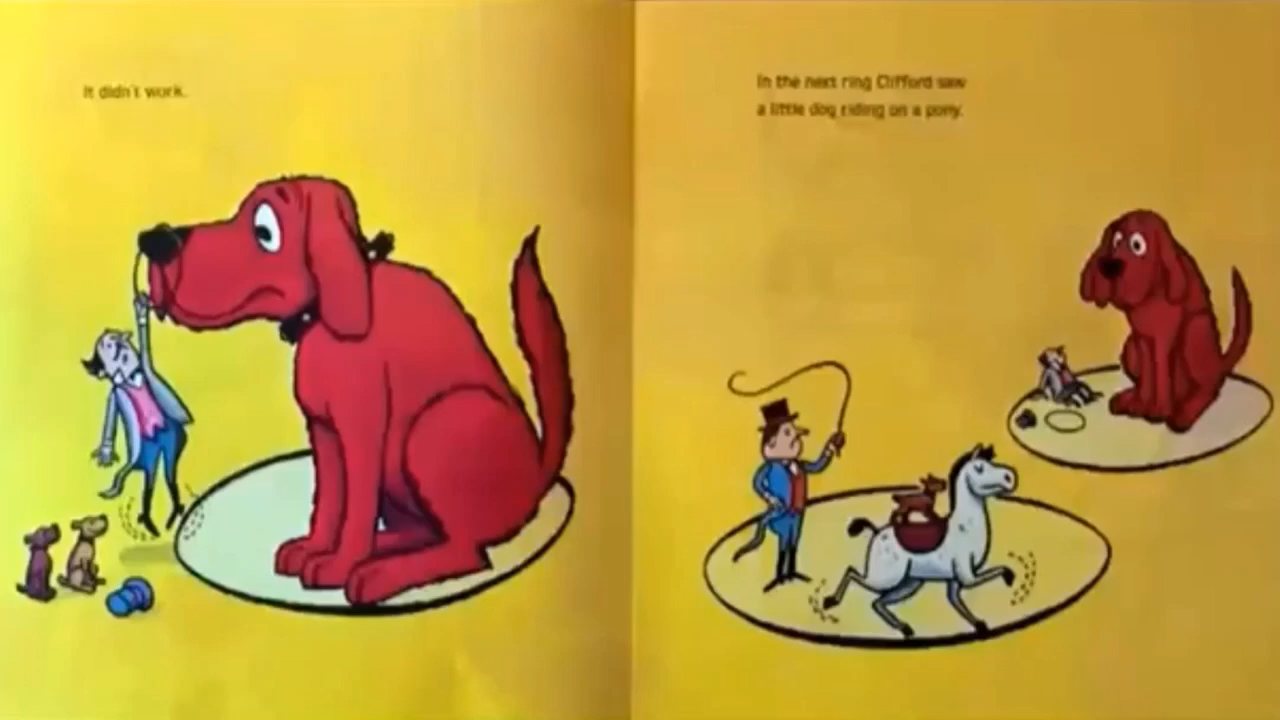 It didn't work.
In the next ring Clifford saw
a little dog riding on a pony.